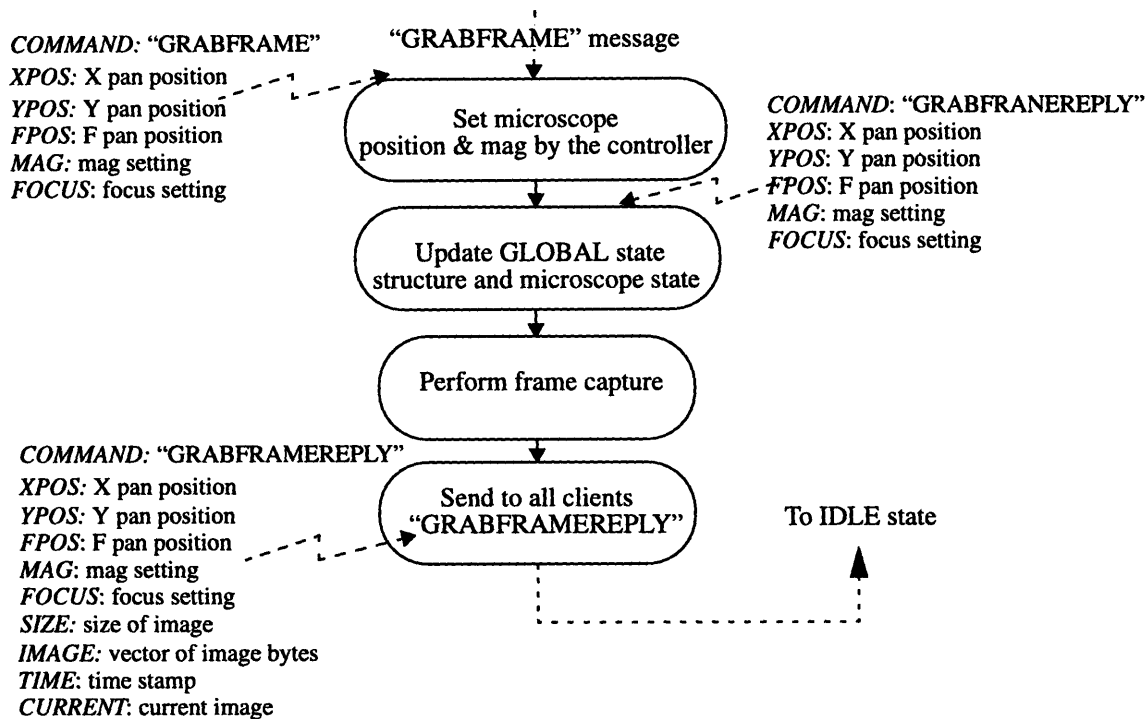 COMMAND: “GRABFRAME”
XPOS: X pan position
YPOS: Y pan position
FPOS: F pan position
MAG: mag setting
FOCUS: focus setting
“GRABFRAME” message
Set microscope
position & mag by the controller
COMMAND: “GRABFRANEREPLY”
XPOS: X pan position
YPOS: Y pan position
FPOS: F pan position
MAG: mag setting
FOCUS: focus setting
Update GLOBAL state
structure and microscope state
Perform frame capture
COMMAND: “GRABFRAMEREPLY”
XPOS: X pan position
YPOS: Y pan position
FPOS: F pan position
MAG: mag setting
FOCUS: focus setting
SIZE: size of image
IMAGE: vector of image bytes
TIME: time stamp
CURRENT: current image
Send to all clients
“GRABFRAMEREPLY”
To IDLE state